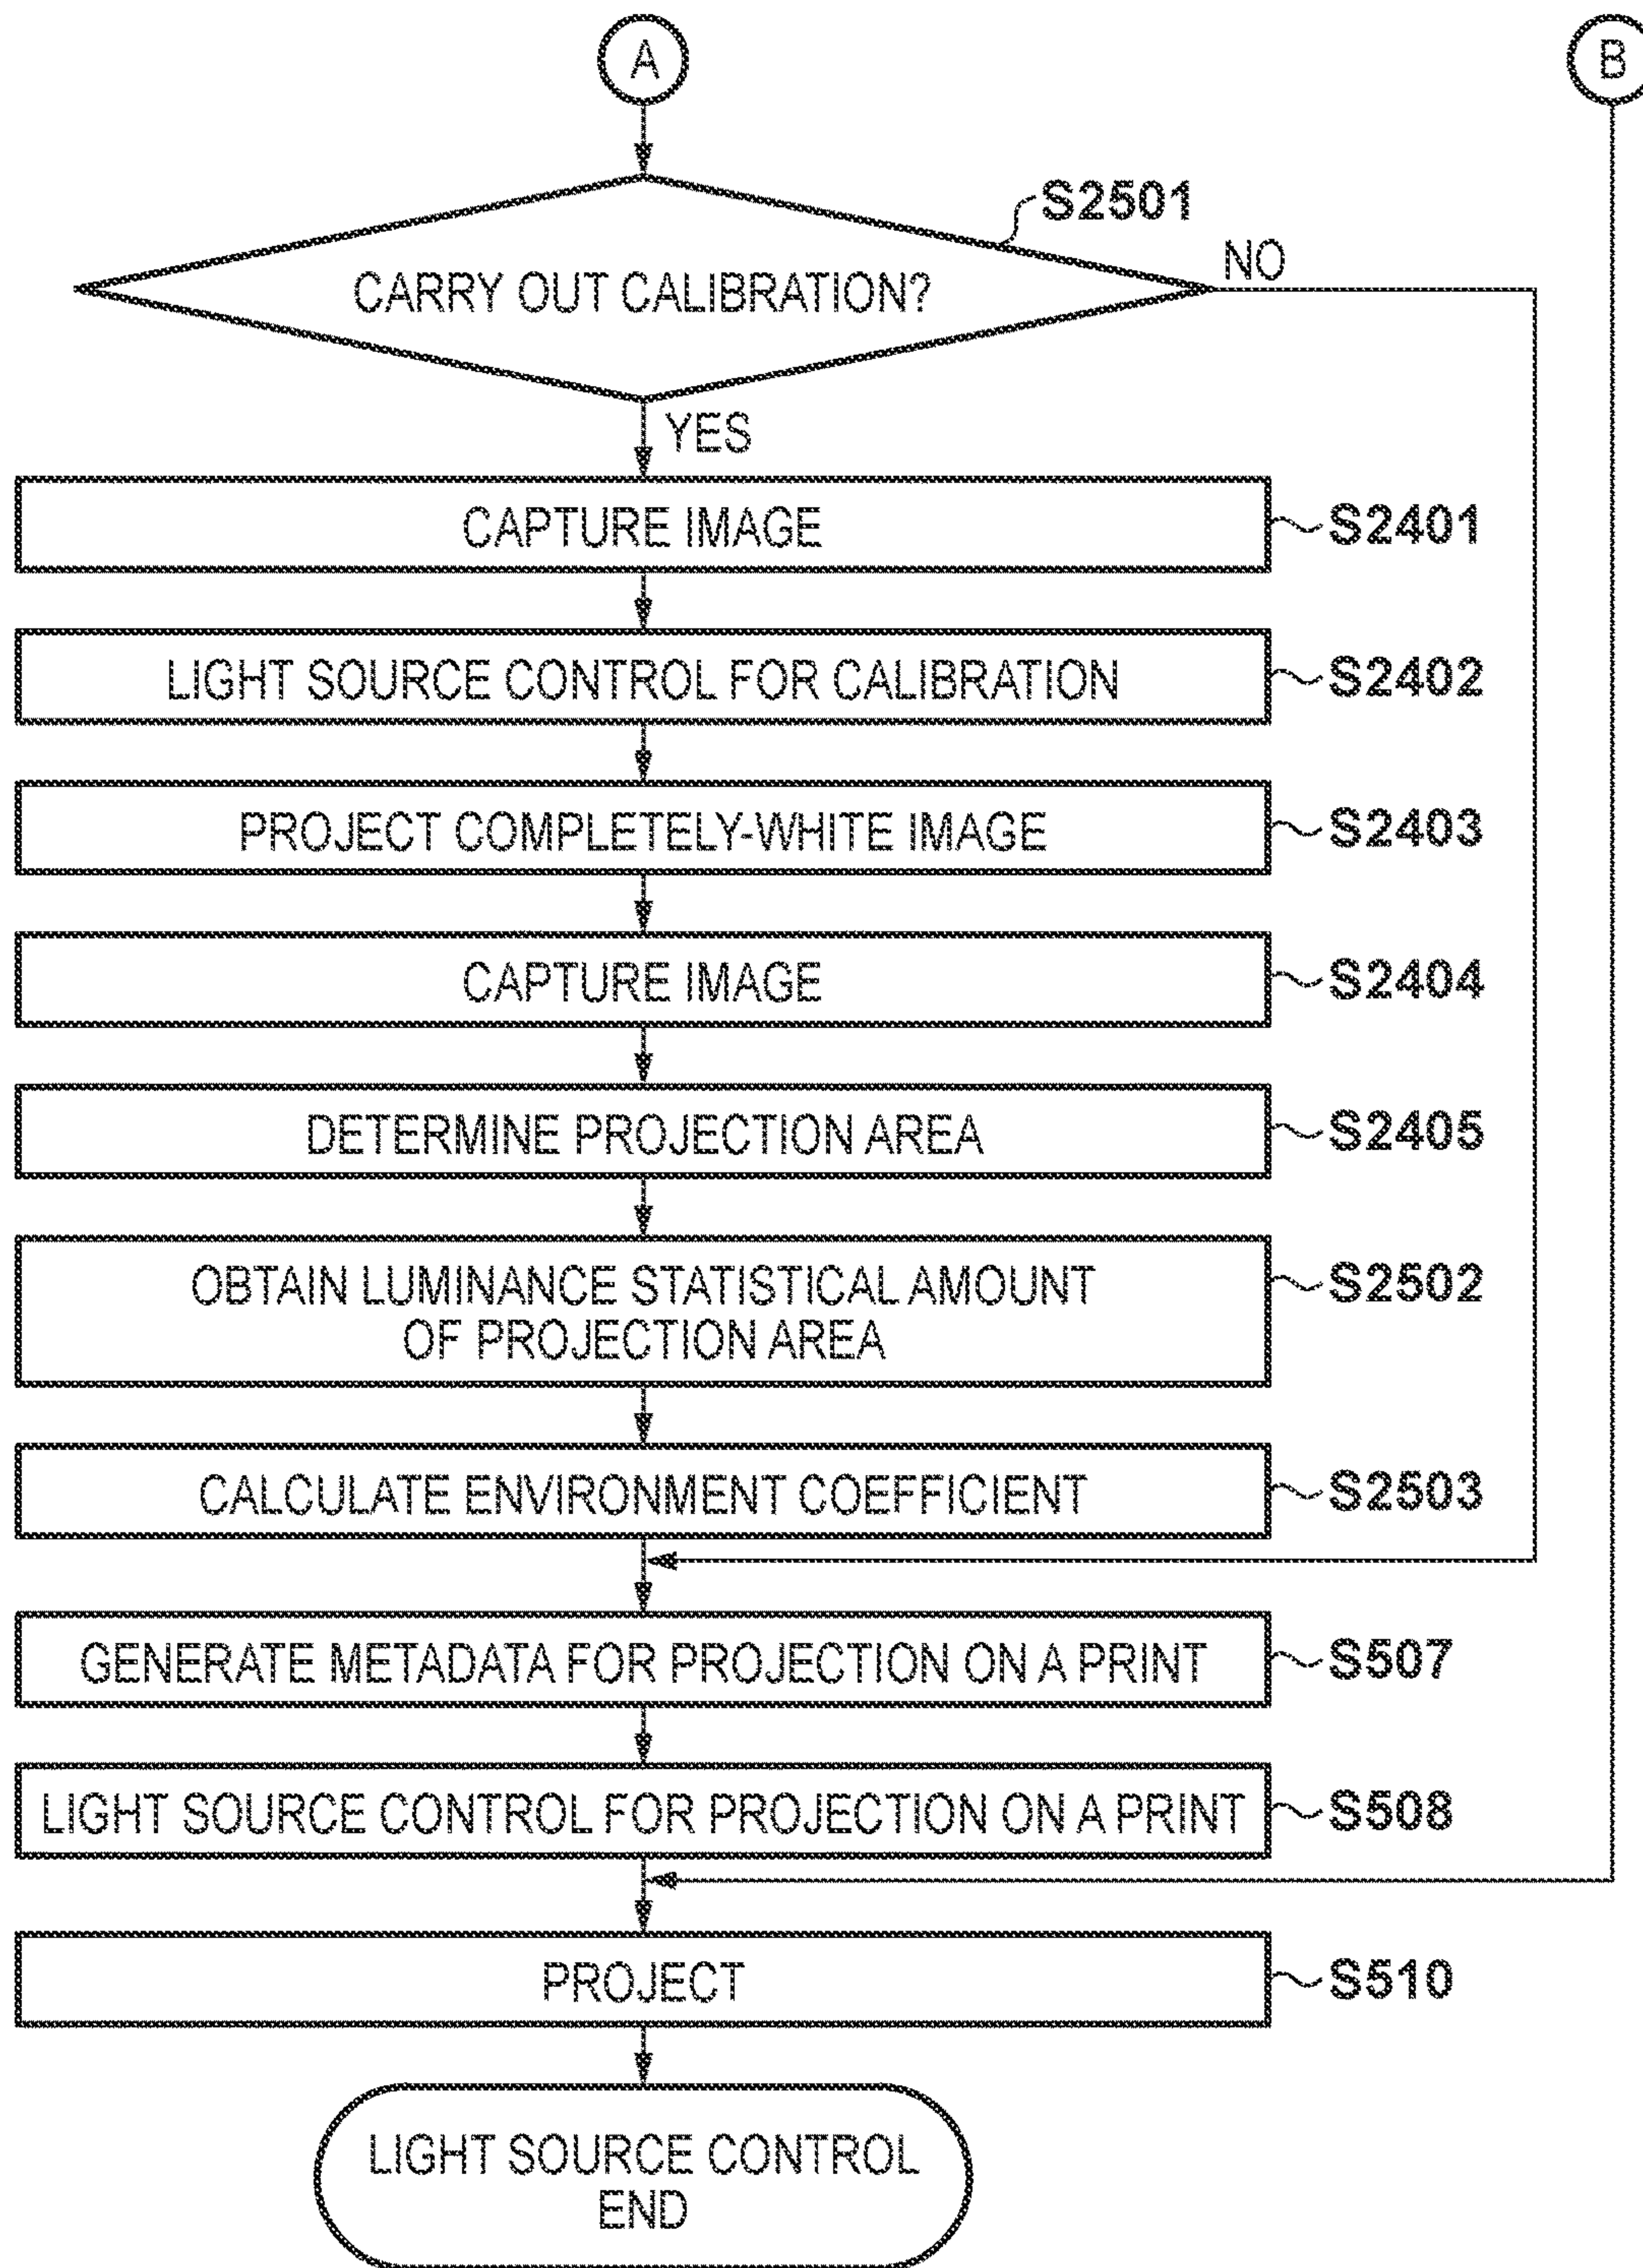 A
B
S2501
CARRY OUT CALIBRATION?
NO
YES
CAPTURE IMAGE
S2401
LIGHT SOURCE CONTROL FOR CALIBRATION
S2402
PROJECT COMPLETELY-WHITE IMAGE
S2403
CAPTURE IMAGE
S2404
DETERMINE PROJECTION AREA
S2405
OBTAIN LUMINANCE STATISTICAL AMOUNT
OF PROJECTION AREA
S2502
CALCULATE ENVIRONMENT COEFFICIENT
S2503
GENERATE METADATA FOR PROJECTION ON A PRINT
S507
LIGHT SOURCE CONTROL FOR PROJECTION ON A PRINT
S508
PROJECT
S510
LIGHT SOURCE CONTROL
END